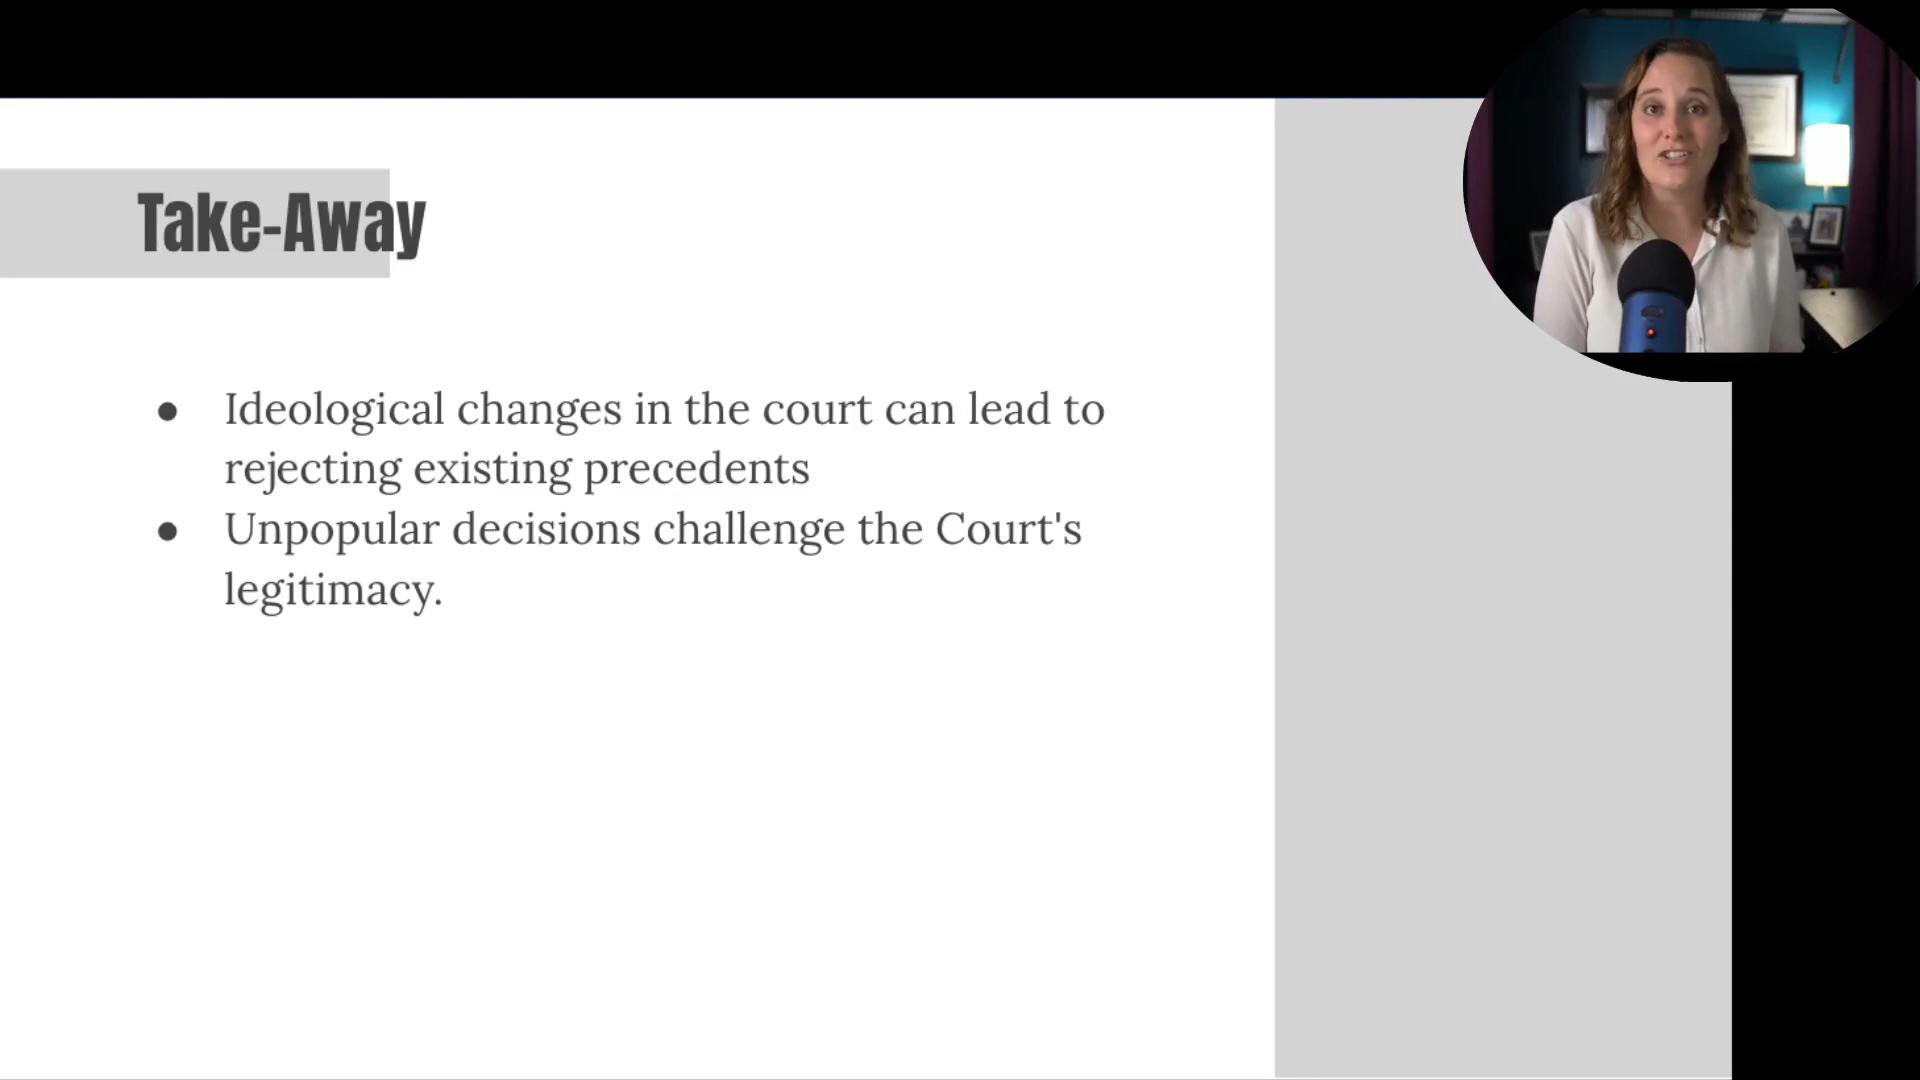 Take-Away
● Ideological changes in the court can lead to
rejecting existing precedents
● Unpopular decisions challenge the Court's
legitimacy.